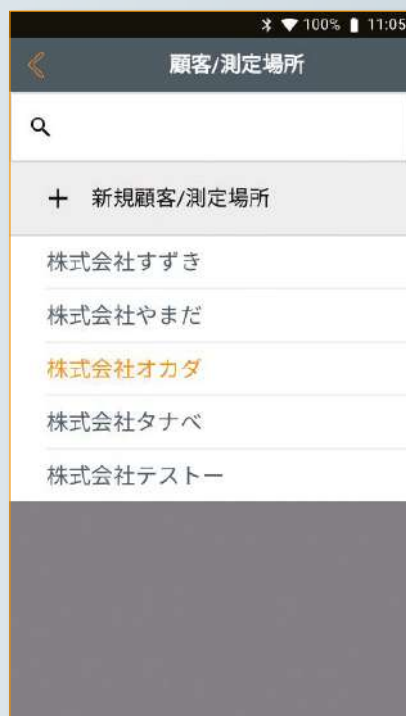 100% 11:05
顧客/測定場所
+ 新規顧客/測定場所
株式会社すずき
株式会社やまだ
株式会社オカダ
株式会社タナベ
株式会社テストー